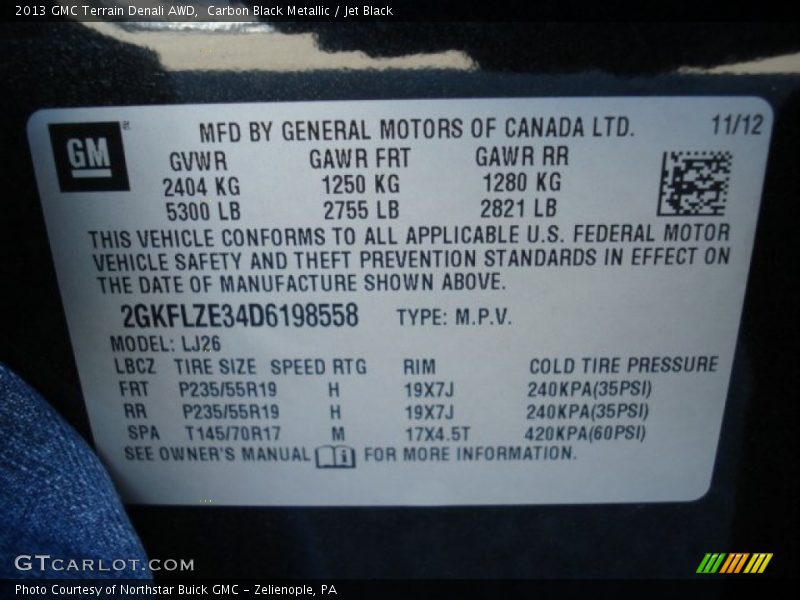 2013 GMC Terrain Denali AWD, Carbon Black Metallic / Jet Black
GM
MFD BY GENERAL MOTORS OF CANADA LTD. 11/12
GVWR GAWR FRT GAWR RR
2404 KG 1250 KG 1280 KG
5300 LB 2755 LB 2821 LB
THIS VEHICLE CONFORMS TO ALL APPLICABLE U.S. FEDERAL MOTOR
VEHICLE SAFETY AND THEFT PREVENTION STANDARDS IN EFFECT ON
THE DATE OF MANUFACTURE SHOWN ABOVE.
2GKFLZE34D6198558 TYPE: M.P.V.
MODEL: LJ26
LBCZ TIRE SIZE SPEED RTG RIM COLD TIRE PRESSURE
FRT P235/55R19 H 19X7J 240KPA(35PSI)
RR P235/55R19 H 19X7J 240KPA(35PSI)
SPA T145/70R17 M 17X4.5T 420KPA(60PSI)
SEE OWNER'S MANUAL i FOR MORE INFORMATION.
GTCARLOT.COM
Photo Courtesy of Northstar Buick GMC - Zelienople, PA